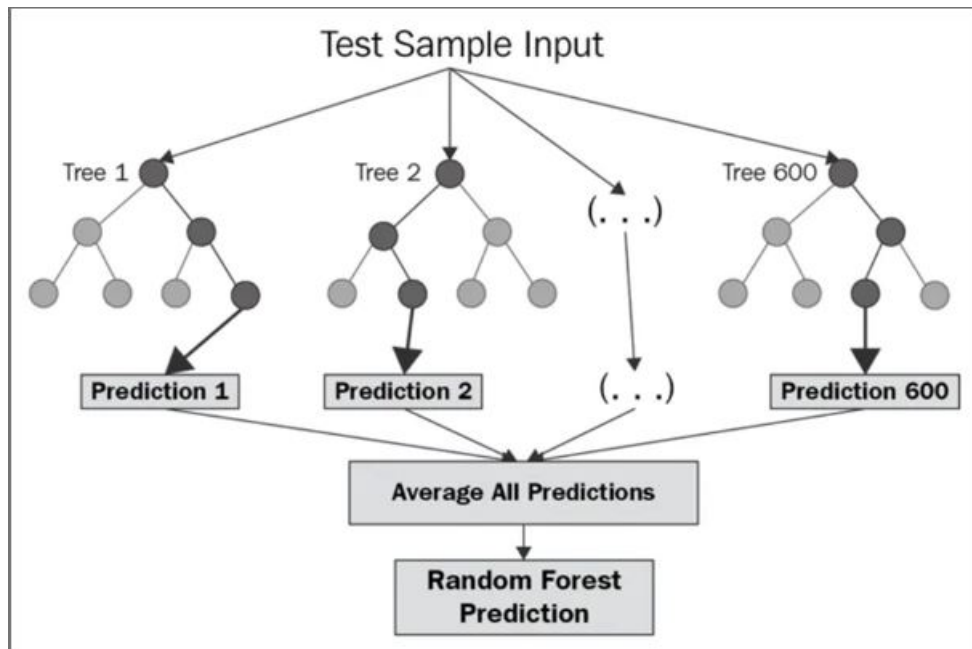 Test Sample Input
Tree 1
Tree 2
Tree 600
(. . .)
Prediction 1
Prediction 2
(. . .)
Prediction 600
Average All Predictions
Random Forest
Prediction